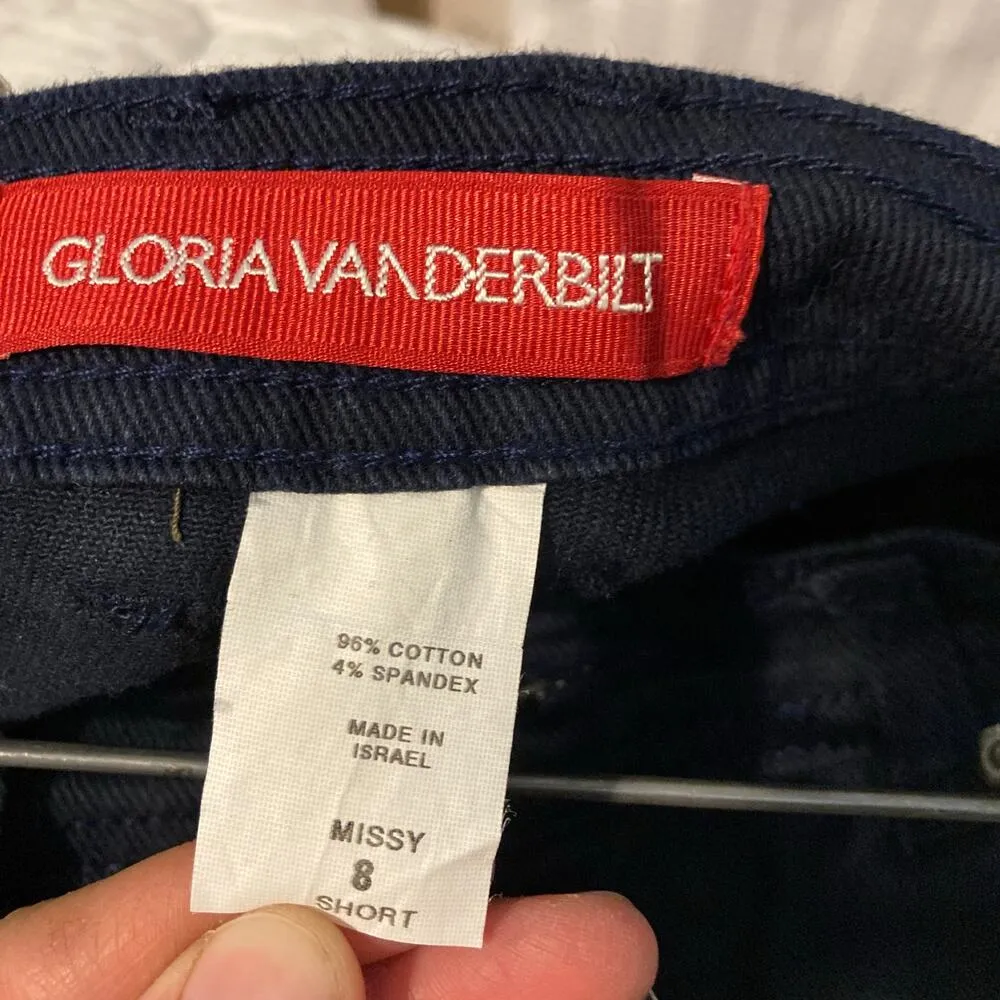 GLORIA VANDERBILT
96% COTTON
4% SPANDEX
MADE IN
ISRAEL
MISSY
8
SHORT